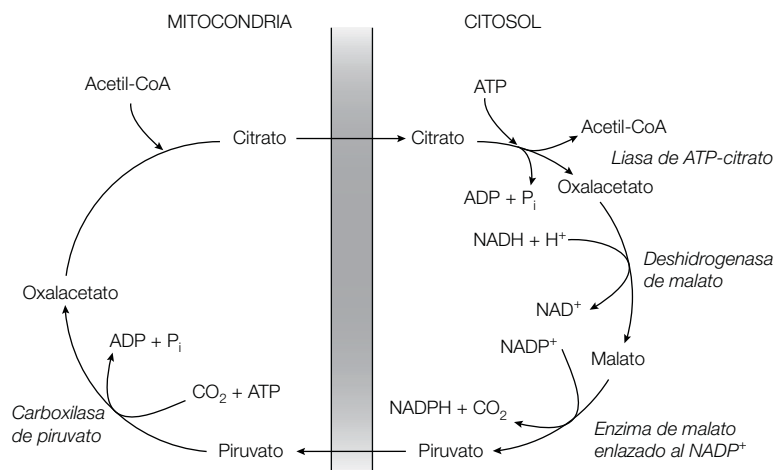 MITOCONDRIA
CITOSOL
Acetil-CoA
Citrato
Citrato
ATP
Acetil-CoA
Liasa de ATP-citrato
ADP + Pi
Oxalacetato
NADH + H+
Deshidrogenasa
de malato
NAD+
Oxalacetato
ADP + Pi
NADP+
Malato
CO2 + ATP
NADPH + CO2
Carboxilasa
de piruvato
Enzima de malato
enlazado al NADP+
Piruvato
Piruvato